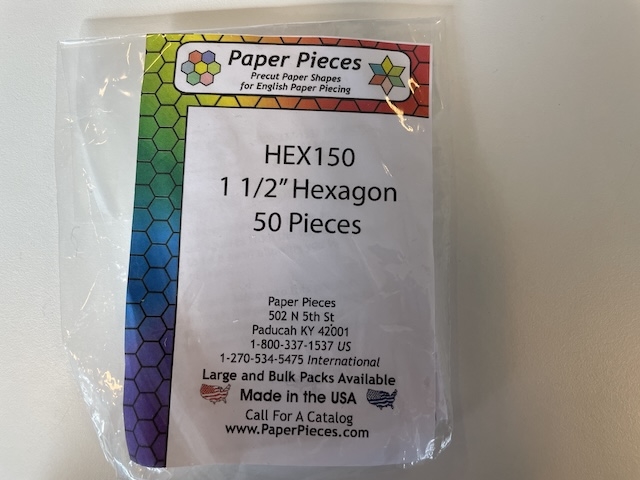 Paper Pieces
Precut Paper Shapes
for English Paper Piecing
HEX150
1 1/2" Hexagon
50 Pieces
Paper Pieces
502 N 5th St
Paducah KY 42001
1-800-337-1537 US
1-270-534-5475 International
Large and Bulk Packs Available
Made in the USA
Call For A Catalog
www.PaperPieces.com